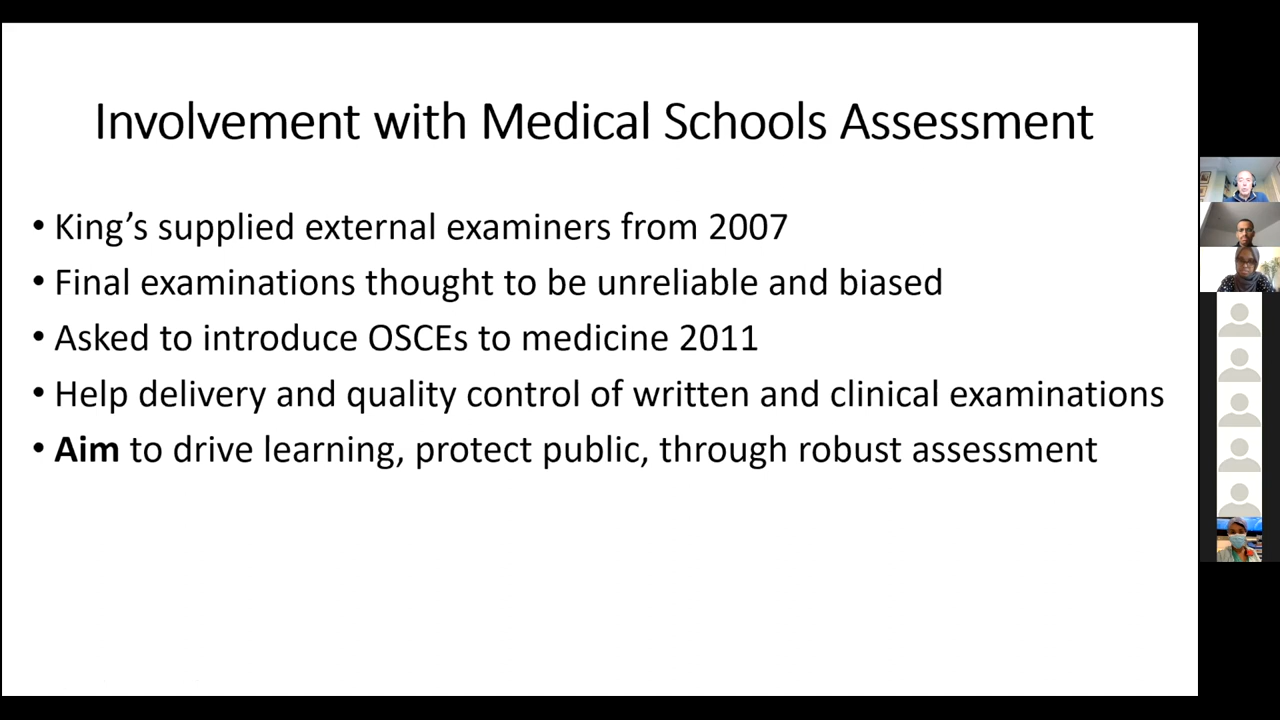 Involvement with Medical Schools Assessment
• King’s supplied external examiners from 2007
• Final examinations thought to be unreliable and biased
• Asked to introduce OSCEs to medicine 2011
• Help delivery and quality control of written and clinical examinations
• Aim to drive learning, protect public, through robust assessment